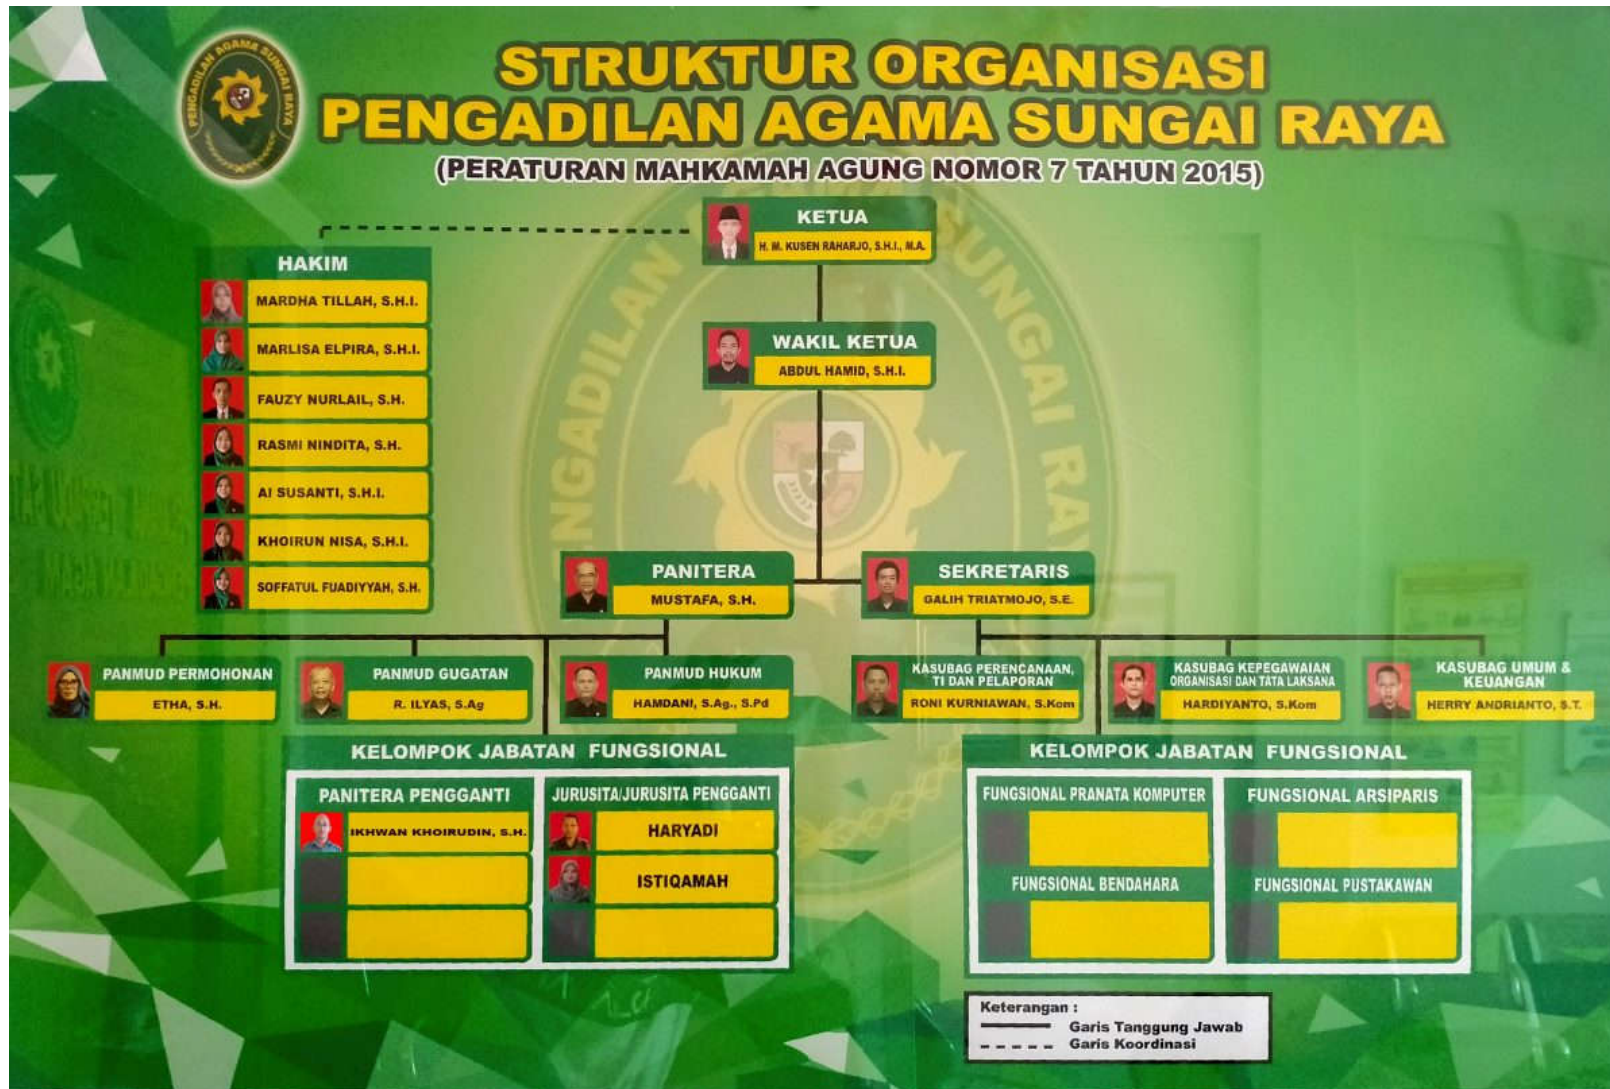 PENGADILAN AGAMA SUNGAI RAYA
STRUKTUR ORGANISASI
PENGADILAN AGAMA SUNGAI RAYA
(PERATURAN MAHKAMAH AGUNG NOMOR 7 TAHUN 2015)
KETUA
H. M. KUSEN RAHARJO, S.H.I., M.A.
HAKIM
MARDHA TILLAH, S.H.I.
MARLISA ELPIRA, S.H.I.
FAUZY NURLAIL, S.H.
RASMI NINDITA, S.H.
AI SUSANTI, S.H.I.
KHOIRUN NISA, S.H.I.
SOFFATUL FUADIYYAH, S.H.
WAKIL KETUA
ABDUL HAMID, S.H.I.
PANITERA
MUSTAFA, S.H.
SEKRETARIS
GALIH TRIATMOJO, S.E.
PANMUD PERMOHONAN
ETHA, S.H.
PANMUD GUGATAN
R. ILYAS, S.Ag
PANMUD HUKUM
HAMDANI, S.Ag., S.Pd
KASUBAG PERENCANAAN,
TI DAN PELAPORAN
RONI KURNIAWAN, S.Kom
KASUBAG KEPEGAWAIAN
ORGANISASI DAN TATA LAKSANA
HARDIYANTO, S.Kom
KASUBAG UMUM &
KEUANGAN
HERRY ANDRIANTO, S.T.
KELOMPOK JABATAN FUNGSIONAL
PANITERA PENGGANTI
IKHWAN KHOIRUDIN, S.H.
JURUSITA/JURUSITA PENGGANTI
HARYADI
ISTIQAMAH
KELOMPOK JABATAN FUNGSIONAL
FUNGSIONAL PRANATA KOMPUTER
FUNGSIONAL ARSIPARIS
FUNGSIONAL BENDAHARA
FUNGSIONAL PUSTAKAWAN
Keterangan :
Garis Tanggung Jawab
Garis Koordinasi